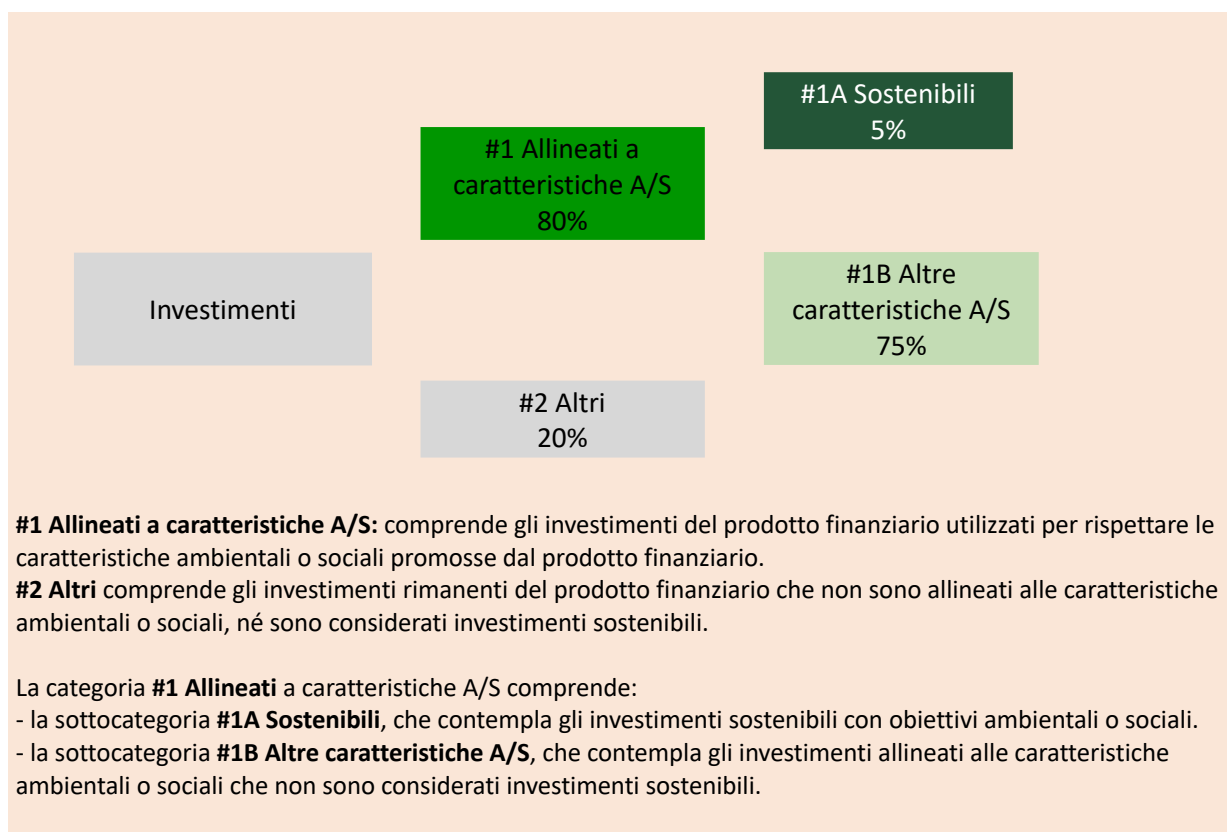 #1A Sostenibili
5%
#1 Allineati a
caratteristiche A/S
80%
#1B Altre
caratteristiche A/S
75%
Investimenti
#2 Altri
20%
#1 Allineati a caratteristiche A/S: comprende gli investimenti del prodotto finanziario utilizzati per rispettare le
caratteristiche ambientali o sociali promosse dal prodotto finanziario.
#2 Altri comprende gli investimenti rimanenti del prodotto finanziario che non sono allineati alle caratteristiche
ambientali o sociali, né sono considerati investimenti sostenibili.
La categoria #1 Allineati a caratteristiche A/S comprende:
- la sottocategoria #1A Sostenibili, che contempla gli investimenti sostenibili con obiettivi ambientali o sociali.
- la sottocategoria #1B Altre caratteristiche A/S, che contempla gli investimenti allineati alle caratteristiche
ambientali o sociali che non sono considerati investimenti sostenibili.